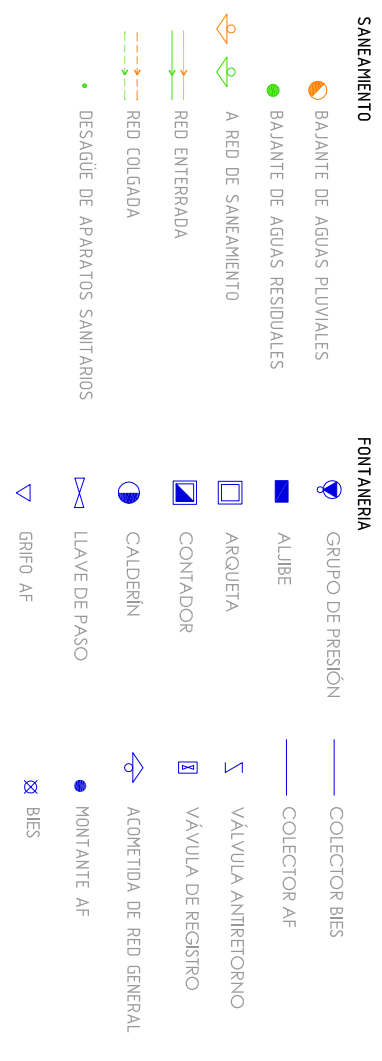 SANEAMIENTO
BAJANTE DE AGUAS PLUVIALES
BAJANTE DE AGUAS RESIDUALES
A RED DE SANEAMIENTO
RED ENTERRADA
RED COLGADA
DESAGÜE DE APARATOS SANITARIOS
FONTANERIA
GRUPO DE PRESIÓN
ALJIBE
ARQUETA
CONTADOR
CALDERÍN
LLAVE DE PASO
GRIFO AF
COLECTOR BIES
COLECTOR AF
VÁLVULA ANTIRETORNO
VÁVULA DE REGISTRO
ACOMETIDA DE RED GENERAL
MONTANTE AF
BIES